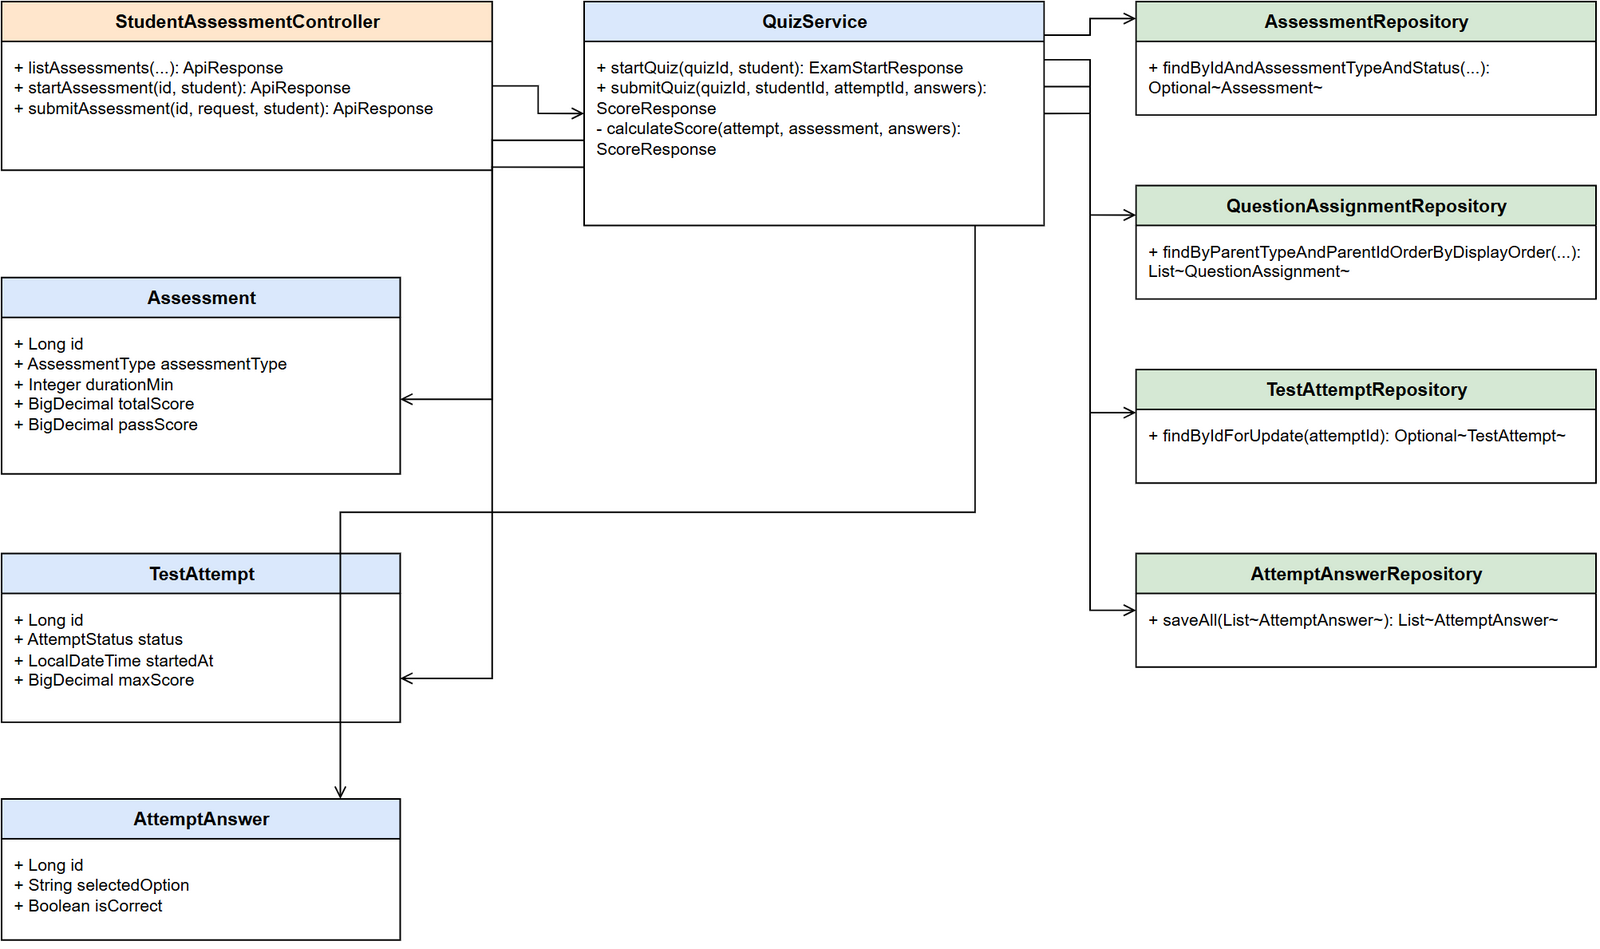 StudentAssessmentController
+ listAssessments(...): ApiResponse
+ startAssessment(id, student): ApiResponse
+ submitAssessment(id, request, student): ApiResponse
QuizService
+ startQuiz(quizId, student): ExamStartResponse
+ submitQuiz(quizId, studentId, attemptId, answers):
ScoreResponse
- calculateScore(attempt, assessment, answers):
ScoreResponse
AssessmentRepository
+ findByIdAndAssessmentTypeAndStatus(...):
Optional~Assessment~
QuestionAssignmentRepository
+ findByParentTypeAndParentIdOrderByDisplayOrder(...):
List~QuestionAssignment~
Assessment
+ Long id
+ AssessmentType assessmentType
+ Integer durationMin
+ BigDecimal totalScore
+ BigDecimal passScore
TestAttemptRepository
+ findByIdForUpdate(attemptId): Optional~TestAttempt~
TestAttempt
+ Long id
+ AttemptStatus status
+ LocalDateTime startedAt
+ BigDecimal maxScore
AttemptAnswerRepository
+ saveAll(List~AttemptAnswer~): List~AttemptAnswer~
AttemptAnswer
+ Long id
+ String selectedOption
+ Boolean isCorrect